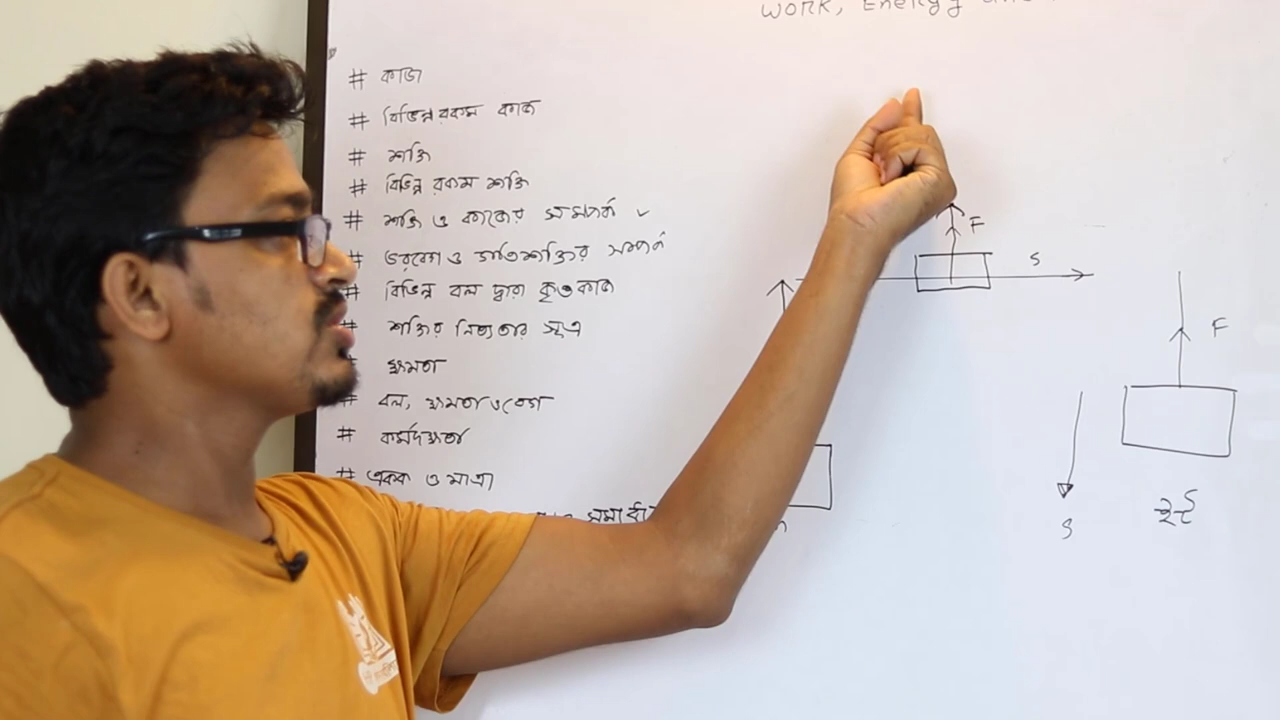 WORK, Energy
# কাজ
# বিভিন্ন রকম কাজ
# শক্তি
# বিভিন্ন রকম শক্তি
# শক্তি ও কাজের সম্পর্ক ✓
# ভরবেগ ও গতিশক্তির সম্পর্ক
# বিভিন্ন বল দ্বারা কৃতকাজ
# শক্তির নিত্যতার সূত্র
# ক্ষমতা
# বল, ক্ষমতা ও বেগ
# কর্মদক্ষতা
# একক ও মাত্রা
F
S
F
S
ইট